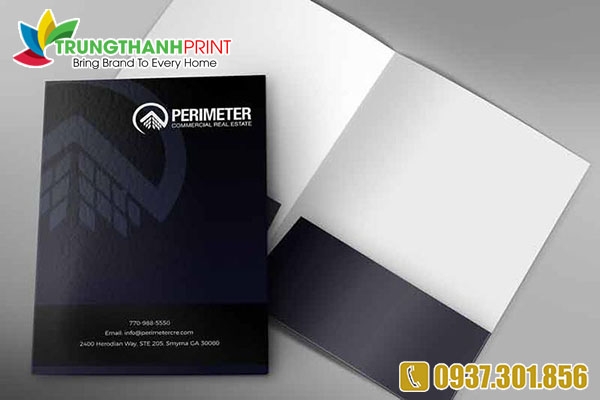 TRUNGTHANHPRINT
Bring Brand To Every Home
PERIMETER
COMMERCIAL REAL ESTATE
770-988-5550
Email: info@perimetercre.com
2400 Herodian Way, STE 205, Smyrna GA 30080
0937.301.856